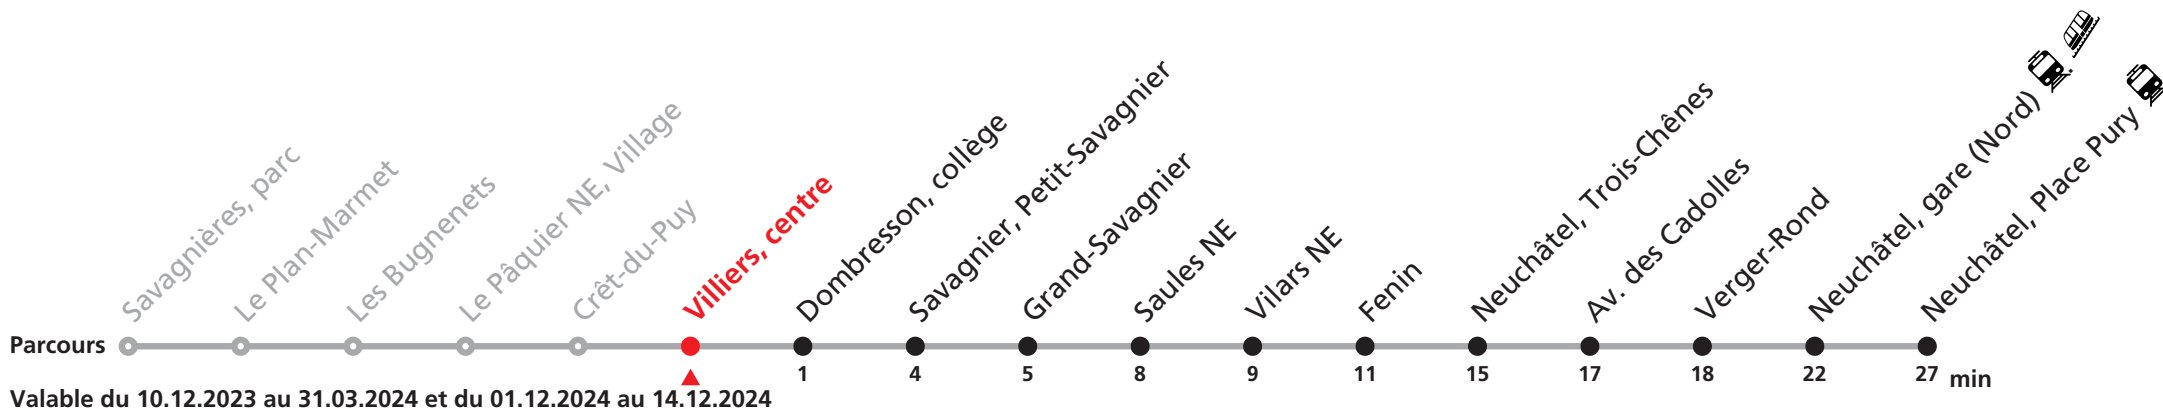 Savagnières, parc
Le Plan-Marmet
Les Bugnenets
Le Pâquier NE, Village
Crêt-du-Puy
Villiers, centre
Dombresson, collège
Savagnier, Petit-Savagnier
Grand-Savagnier
Saules NE
Vilars NE
Fenin
Neuchâtel, Trois-Chênes
Av. des Cadolles
Verger-Rond
Neuchâtel, gare (Nord)
Neuchâtel, Place Pury
Parcours
1 4 5 8 9 11 15 17 18 22 27 min
Valable du 10.12.2023 au 31.03.2024 et du 01.12.2024 au 14.12.2024